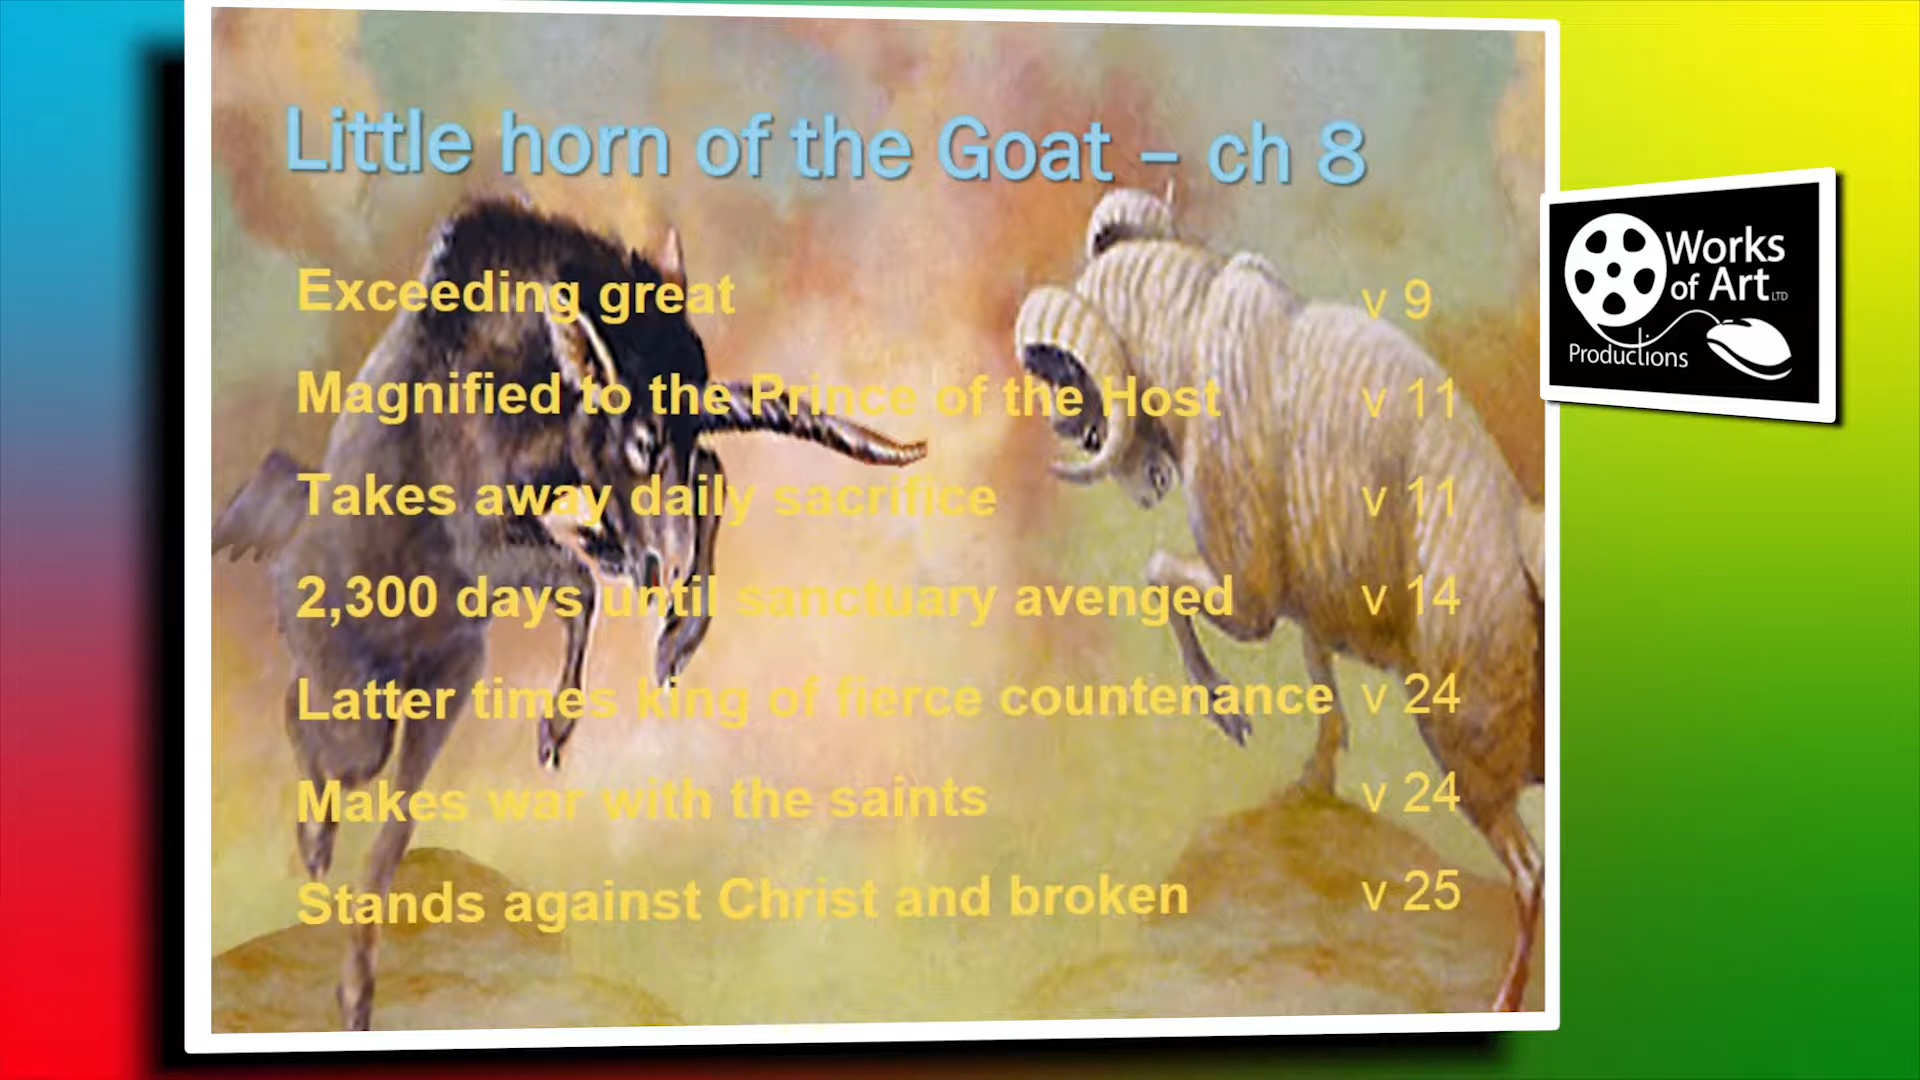 Little horn of the Goat – ch 8
Exceeding great v 9
Magnified to the Prince of the Host v 11
Takes away daily sacrifice v 11
2,300 days until sanctuary avenged v 14
Latter times king of fierce countenance v 24
Makes war with the saints v 24
Stands against Christ and broken v 25
Works
of Art LTD
Productions